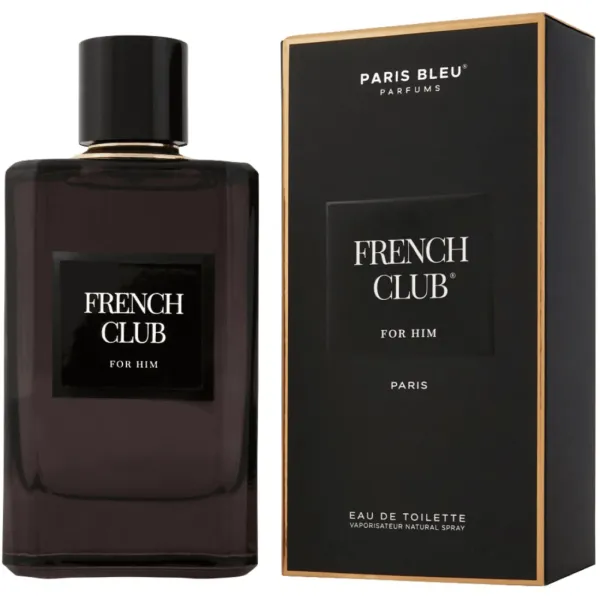 FRENCH
CLUB
FOR HIM
PARIS BLEU®
PARFUMS
FRENCH
CLUB®
FOR HIM
PARIS
EAU DE TOILETTE
VAPORISATEUR NATURAL SPRAY